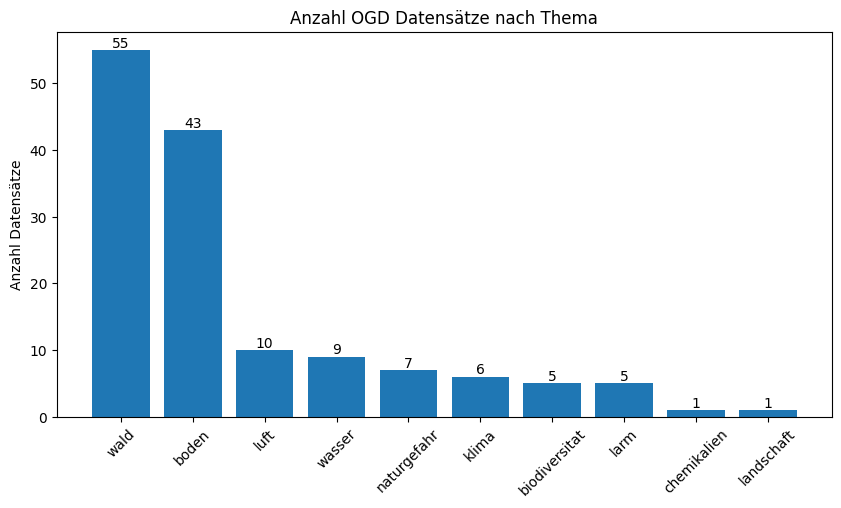 Anzahl OGD Datensätze nach Thema
Anzahl Datensätze
50
40
30
20
10
0
55
43
10
9
7
6
5
5
1
1
wald
boden
luft
wasser
naturgefahr
klima
biodiversitat
larm
chemikalien
landschaft